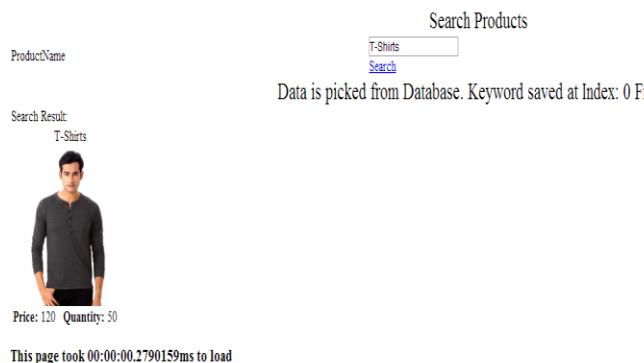 Search Products
ProductName
T-Shirts
Search
Data is picked from Database. Keyword saved at Index: 0
Search Result:
T-Shirts
Price: 120 Quantity: 50
This page took 00:00:00.2790159ms to load